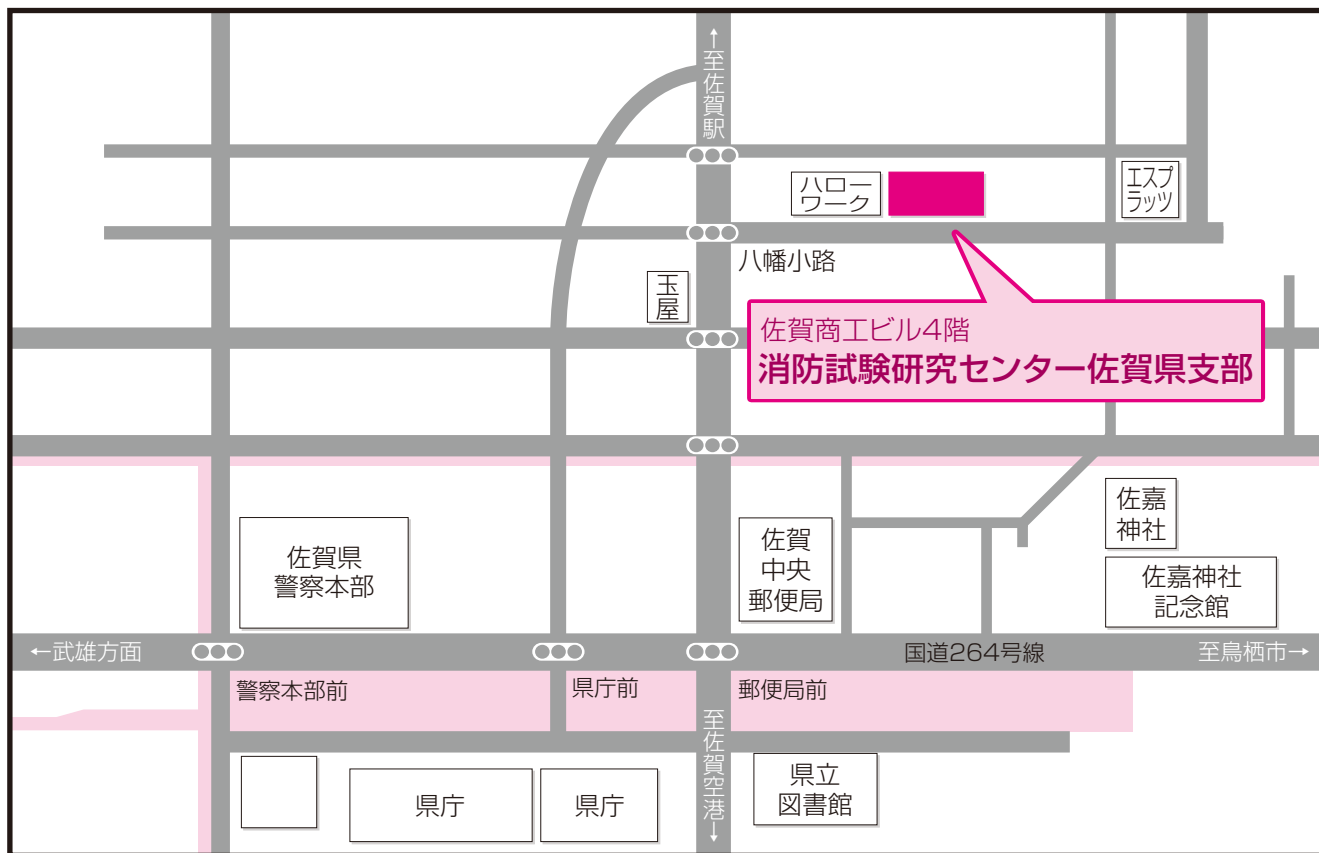 ↑至佐賀駅
ハロー
ワーク
エスプ
ラッツ
八幡小路
玉屋
佐賀商工ビル4階
消防試験研究センター佐賀県支部
佐賀県
警察本部
佐賀
中央
郵便局
佐嘉
神社
佐嘉神社
記念館
←武雄方面
国道264号線
至鳥栖市→
警察本部前
県庁前
郵便局前
至佐賀空港→
県庁
県庁
県立
図書館